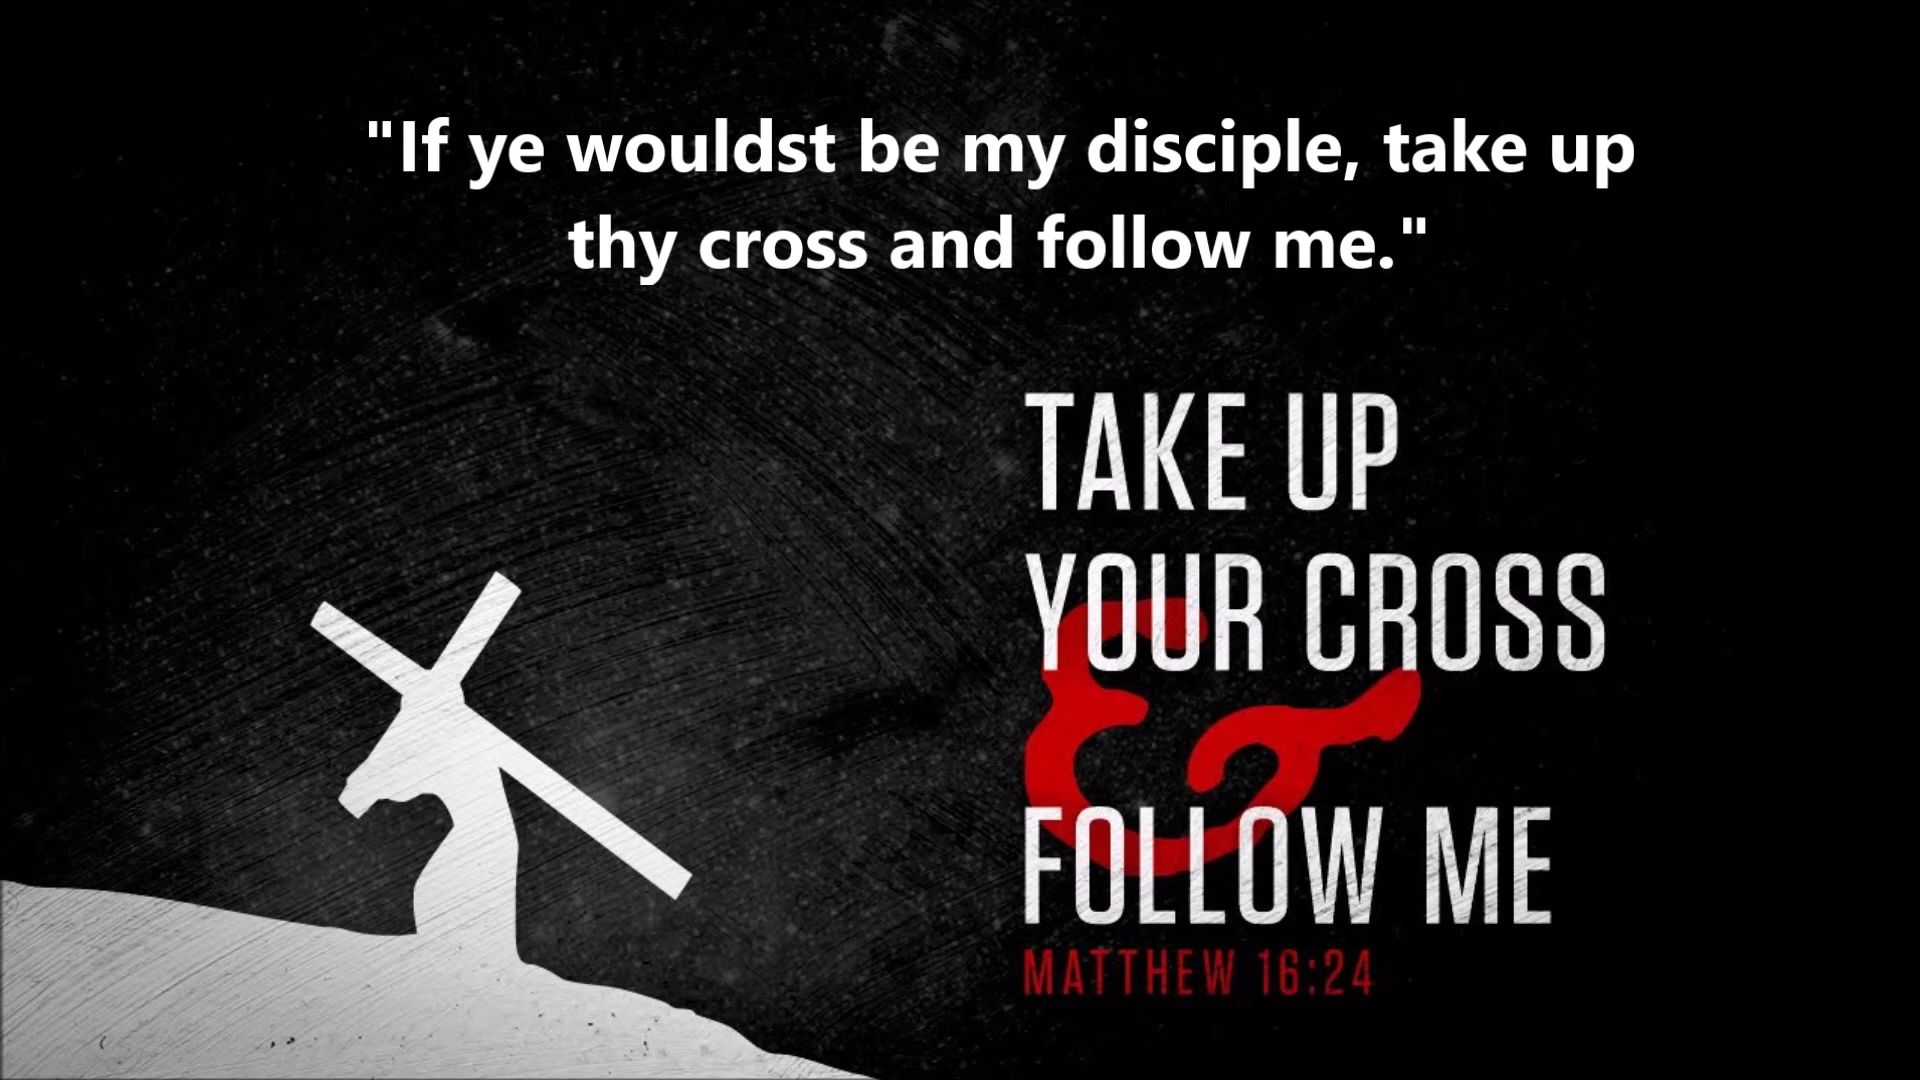 "If ye wouldst be my disciple, take up
thy cross and follow me."
TAKE UP
YOUR CROSS
&
FOLLOW ME
MATTHEW 16:24